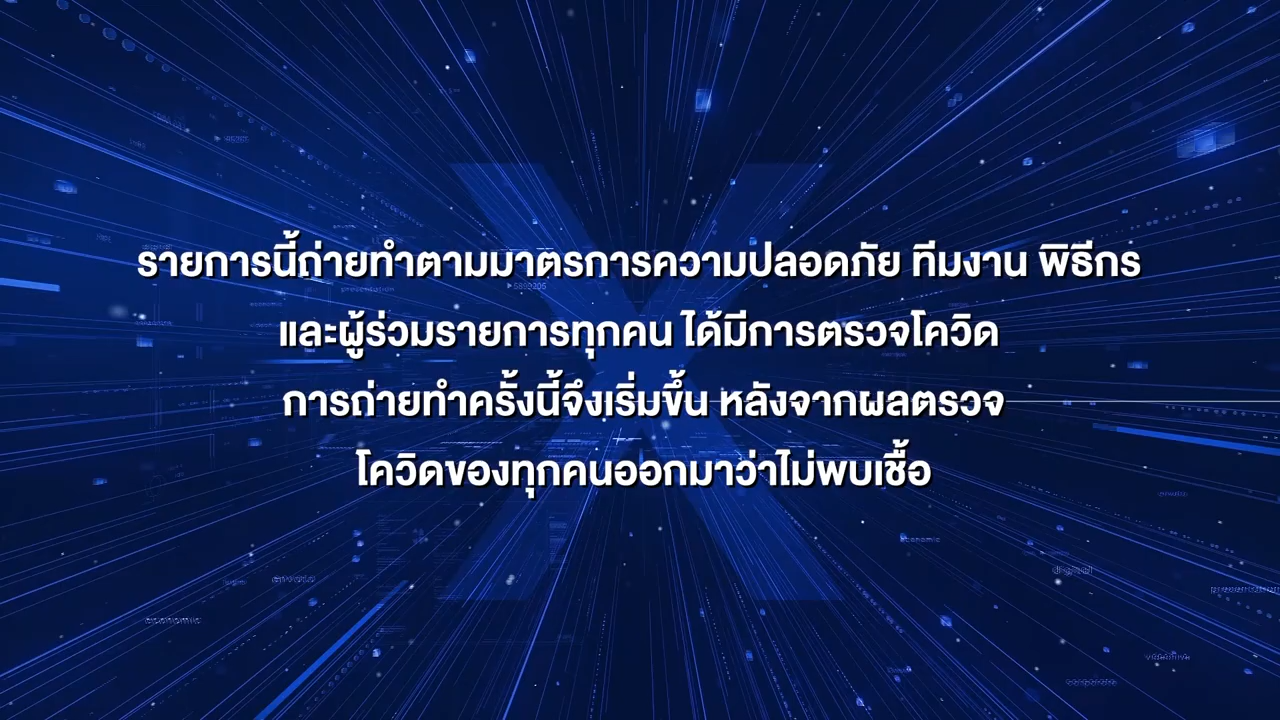 รายการนี้ถ่ายทำตามมาตรการความปลอดภัย ทีมงาน พิธีกร
และผู้ร่วมรายการทุกคน ได้มีการตรวจโควิด
การถ่ายทำครั้งนี้จึงเริ่มขึ้น หลังจากผลตรวจ
โควิดของทุกคนออกมาว่าไม่พบเชื้อ
economic
economic
digital
economic